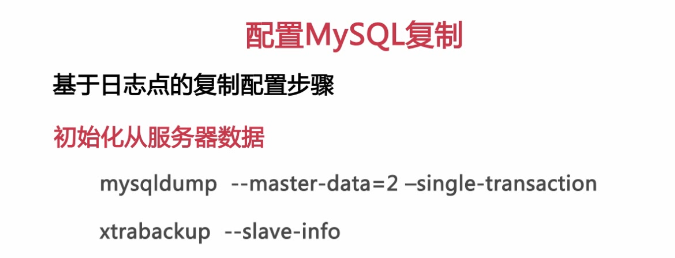 配置MySQL复制
基于日志点的复制配置步骤
初始化从服务器数据
mysqldump --master-data=2 –single-transaction
xtrabackup --slave-info